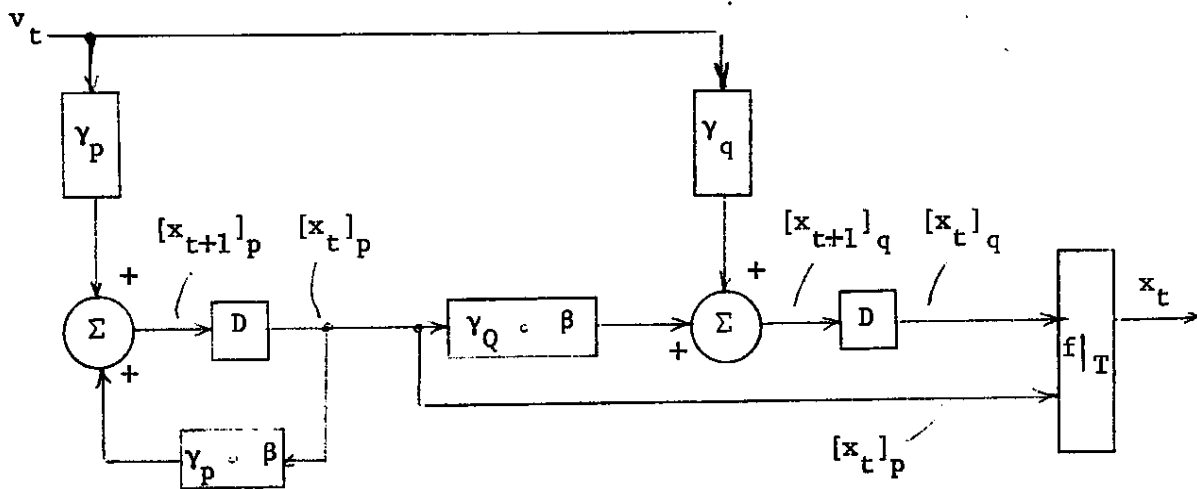 v_t
γ_p
γ_q
[x_{t+1}]_p
[x_t]_p
[x_{t+1}]_q
[x_t]_q
+
+
x_t
Σ
D
γ_Q ∘ β
Σ
D
f|_T
+
+
γ_p ∘ β
[x_t]_p